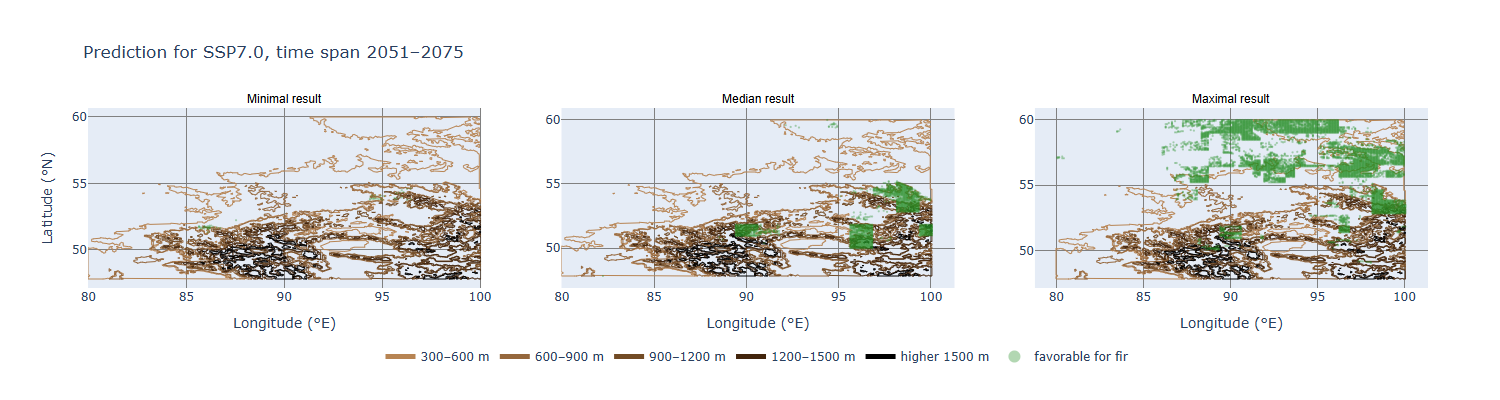 Prediction for SSP7.0, time span 2051–2075
Minimal result
Median result
Maximal result
Latitude (°N)
60
55
50
80
85
90
95
100
Longitude (°E)
60
55
50
80
85
90
95
100
Longitude (°E)
60
55
50
80
85
90
95
100
Longitude (°E)
300–600 m
600–900 m
900–1200 m
1200–1500 m
higher 1500 m
favorable for fir